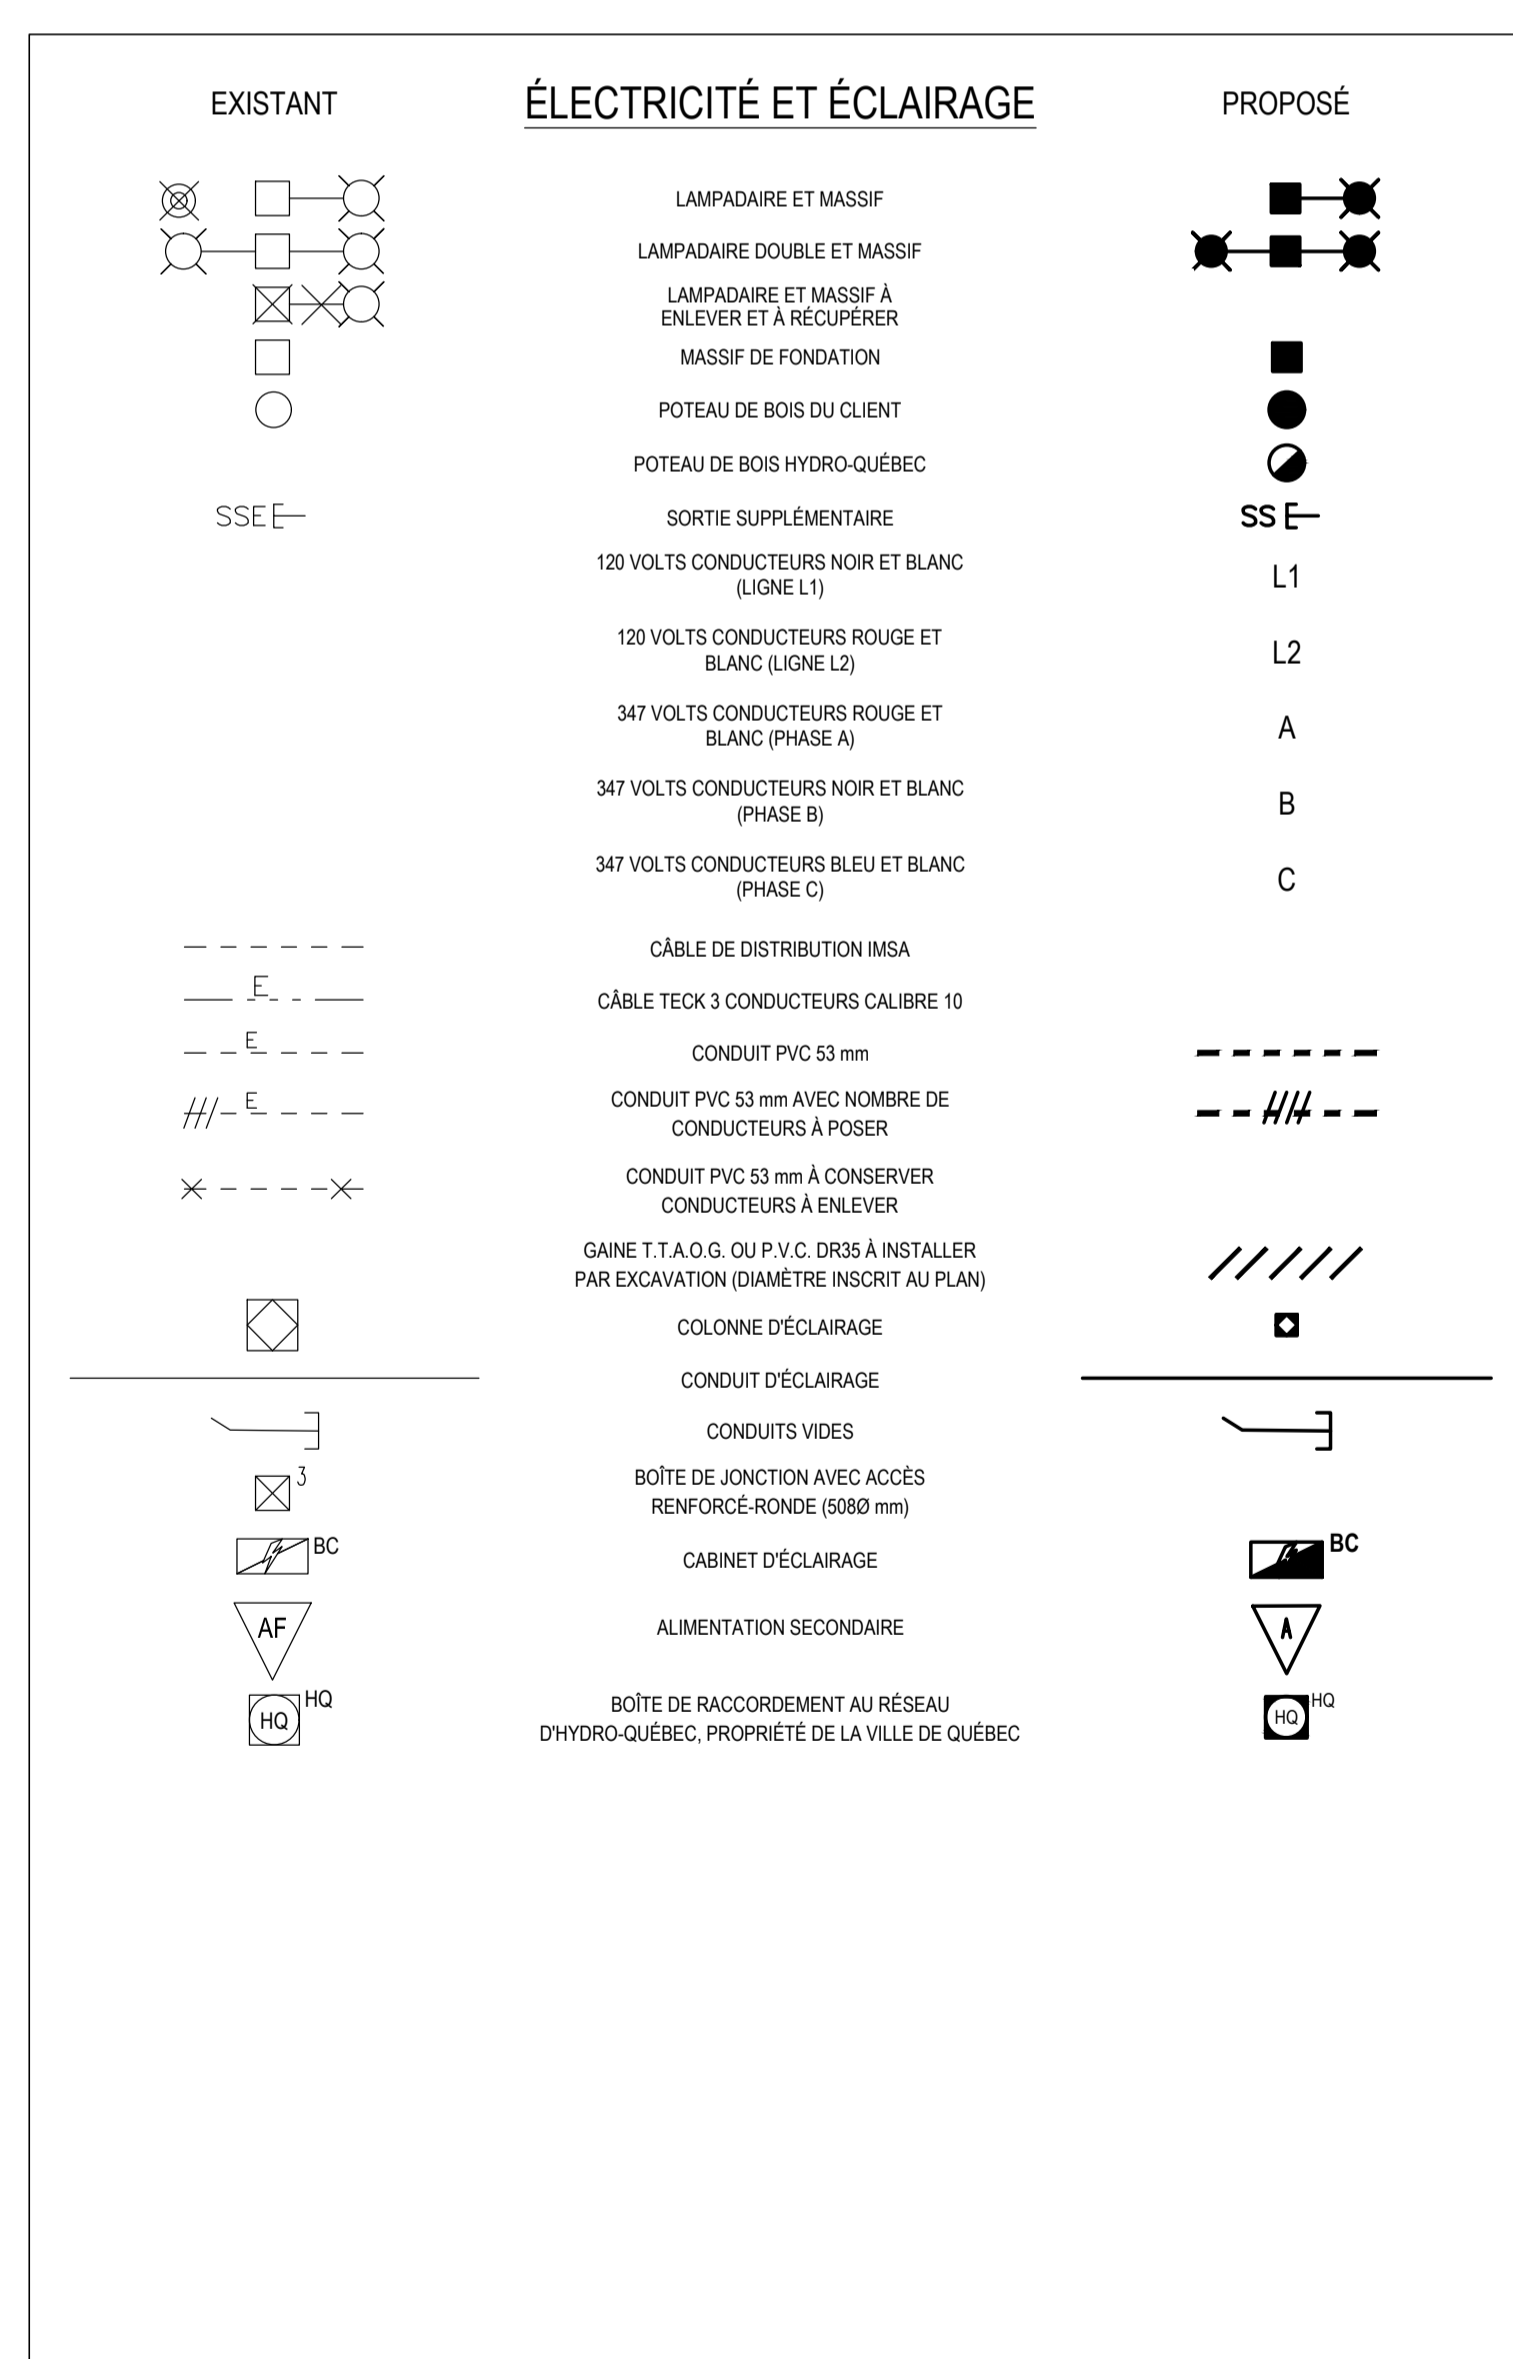 EXISTANT ÉLECTRICITÉ ET ÉCLAIRAGE PROPOSÉ
LAMPADAIRE ET MASSIF
LAMPADAIRE DOUBLE ET MASSIF
LAMPADAIRE ET MASSIF À
ENLEVER ET À RÉCUPÉRER
MASSIF DE FONDATION
POTEAU DE BOIS DU CLIENT
POTEAU DE BOIS HYDRO-QUÉBEC
SSE SORTIE SUPPLÉMENTAIRE SS
120 VOLTS CONDUCTEURS NOIR ET BLANC
(LIGNE L1) L1
120 VOLTS CONDUCTEURS ROUGE ET
BLANC (LIGNE L2) L2
347 VOLTS CONDUCTEURS ROUGE ET
BLANC (PHASE A) A
347 VOLTS CONDUCTEURS NOIR ET BLANC
(PHASE B) B
347 VOLTS CONDUCTEURS BLEU ET BLANC
(PHASE C) C
CÂBLE DE DISTRIBUTION IMSA
E CÂBLE TECK 3 CONDUCTEURS CALIBRE 10
E CONDUIT PVC 53 mm
E CONDUIT PVC 53 mm AVEC NOMBRE DE
CONDUCTEURS À POSER
CONDUIT PVC 53 mm À CONSERVER
CONDUCTEURS À ENLEVER
GAINE T.T.A.O.G. OU P.V.C. DR35 À INSTALLER
PAR EXCAVATION (DIAMÈTRE INSCRIT AU PLAN)
COLONNE D'ÉCLAIRAGE
CONDUIT D'ÉCLAIRAGE
CONDUITS VIDES
3 BOÎTE DE JONCTION AVEC ACCÈS
RENFORCÉ-RONDE (508Ø mm)
BC CABINET D'ÉCLAIRAGE BC
AF ALIMENTATION SECONDAIRE A
HQ HQ BOÎTE DE RACCORDEMENT AU RÉSEAU HQ HQ
D'HYDRO-QUÉBEC, PROPRIÉTÉ DE LA VILLE DE QUÉBEC